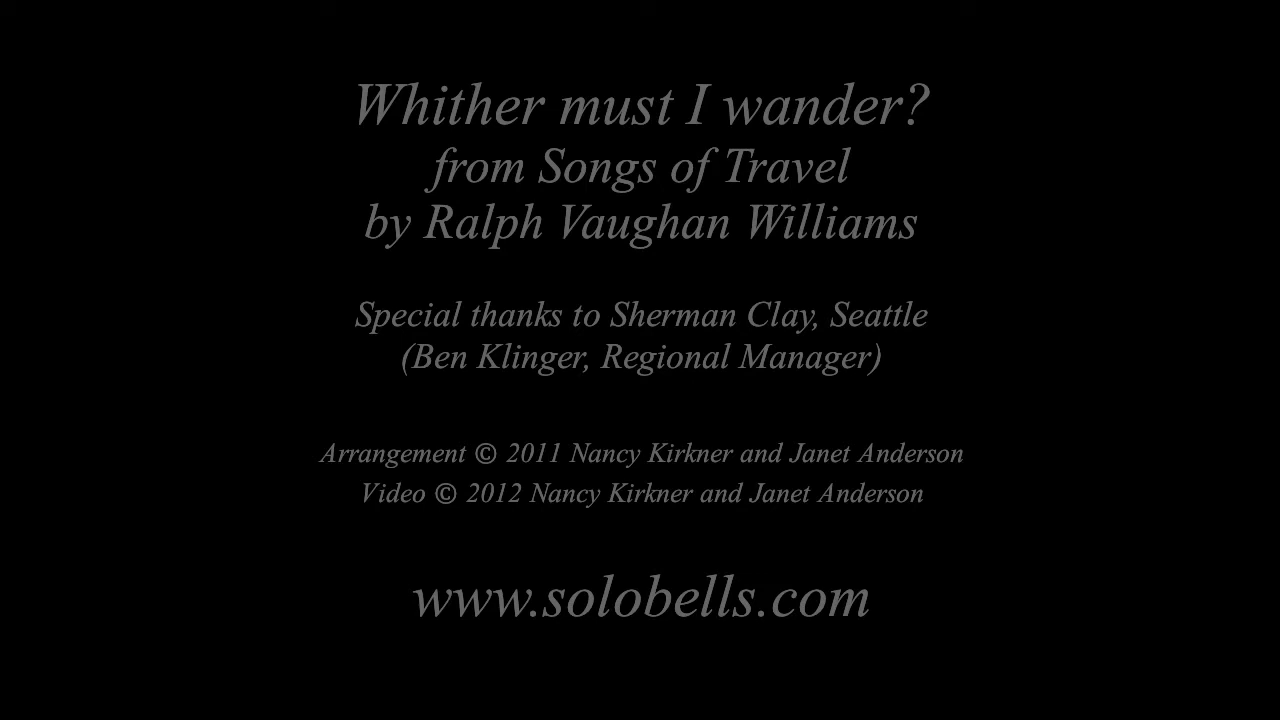 Whither must I wander?
from Songs of Travel
by Ralph Vaughan Williams
Special thanks to Sherman Clay, Seattle
(Ben Klinger, Regional Manager)
Arrangement © 2011 Nancy Kirkner and Janet Anderson
Video © 2012 Nancy Kirkner and Janet Anderson
www.solobells.com